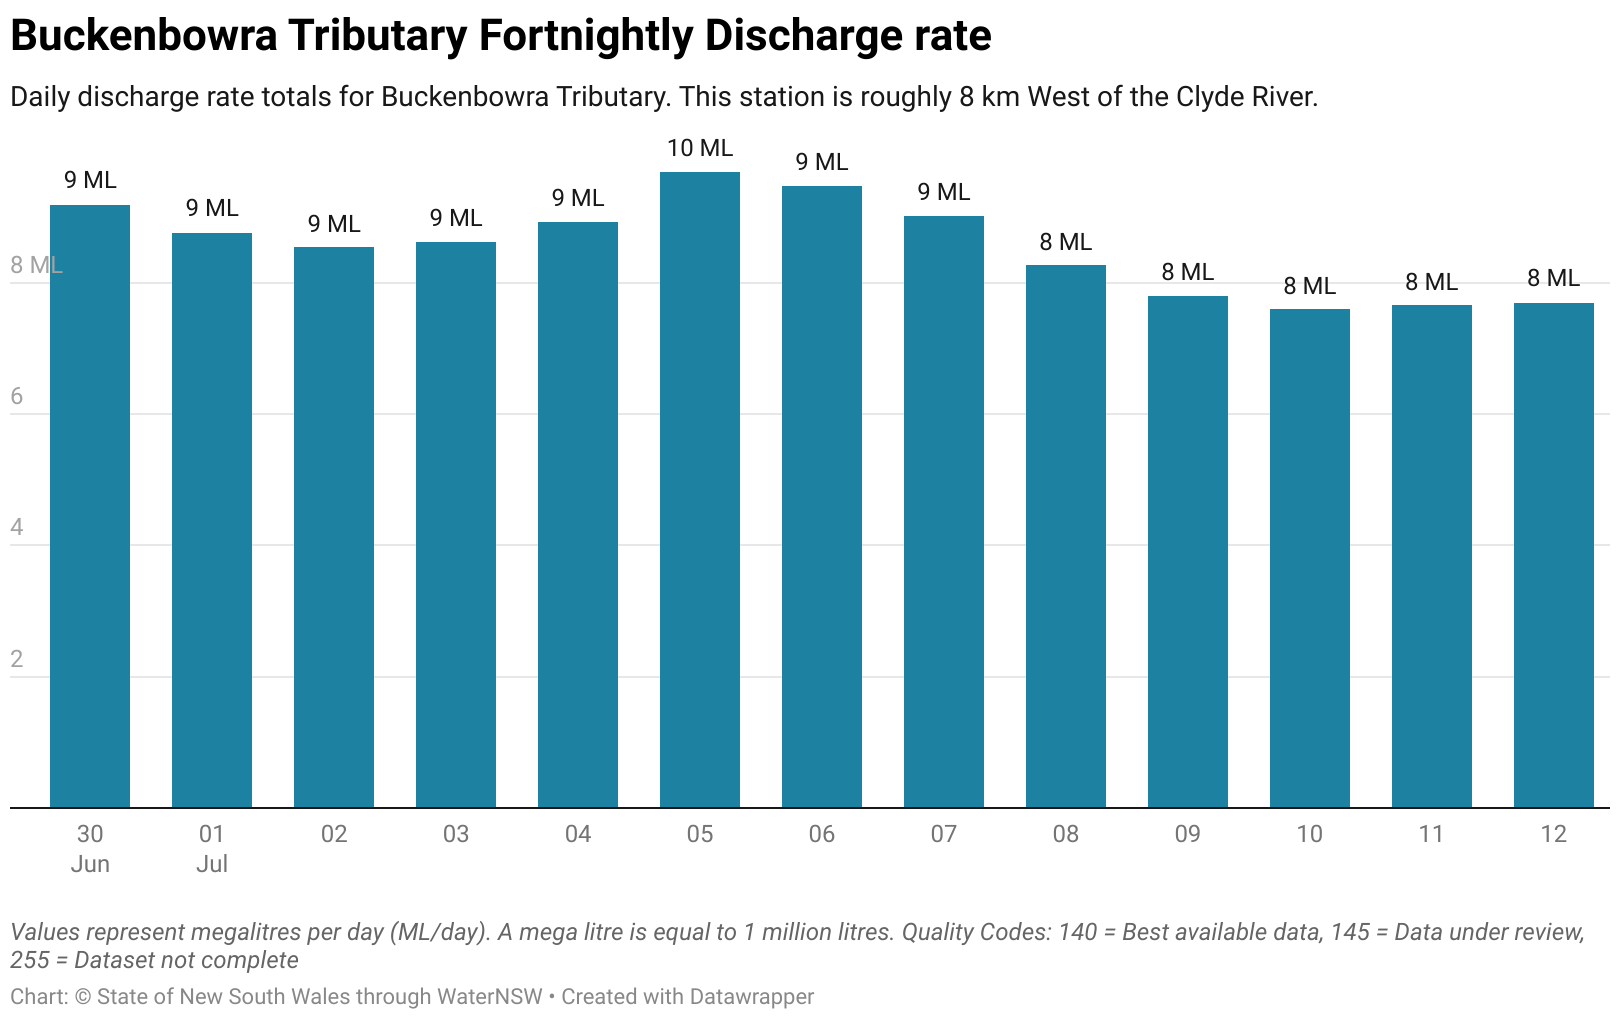 Buckenbowra Tributary Fortnightly Discharge rate
Daily discharge rate totals for Buckenbowra Tributary. This station is roughly 8 km West of the Clyde River.
9 ML
9 ML
9 ML
9 ML
9 ML
10 ML
9 ML
9 ML
8 ML
8 ML
8 ML
8 ML
8 ML
8 ML
6
4
2
30 01 02 03 04 05 06 07 08 09 10 11 12
Jun Jul
Values represent megalitres per day (ML/day). A mega litre is equal to 1 million litres. Quality Codes: 140 = Best available data, 145 = Data under review,
255 = Dataset not complete
Chart: © State of New South Wales through WaterNSW • Created with Datawrapper